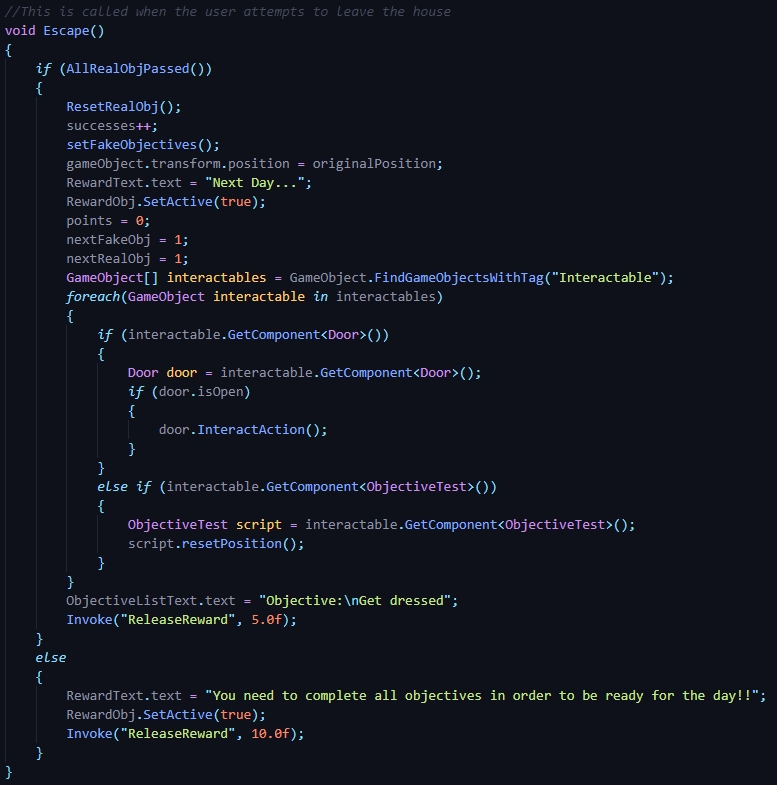 //This is called when the user attempts to leave the house
void Escape()
{
    if (AllRealObjPassed())
    {
        ResetRealObj();
        successes++;
        setFakeObjectives();
        gameObject.transform.position = originalPosition;
        RewardText.text = "Next Day...";
        RewardObj.SetActive(true);
        points = 0;
        nextFakeObj = 1;
        nextRealObj = 1;
        GameObject[] interactables = GameObject.FindGameObjectsWithTag("Interactable");
        foreach(GameObject interactable in interactables)
        {
            if (interactable.GetComponent<Door>())
            {
                Door door = interactable.GetComponent<Door>();
                if (door.isOpen)
                {
                    door.InteractAction();
                }
            }
            else if (interactable.GetComponent<ObjectiveTest>())
            {
                ObjectiveTest script = interactable.GetComponent<ObjectiveTest>();
                script.resetPosition();
            }
        }
        ObjectiveListText.text = "Objective:\nGet dressed";
        Invoke("ReleaseReward", 5.0f);
    }
    else
    {
        RewardText.text = "You need to complete all objectives in order to be ready for the day!!";
        RewardObj.SetActive(true);
        Invoke("ReleaseReward", 10.0f);
    }
}